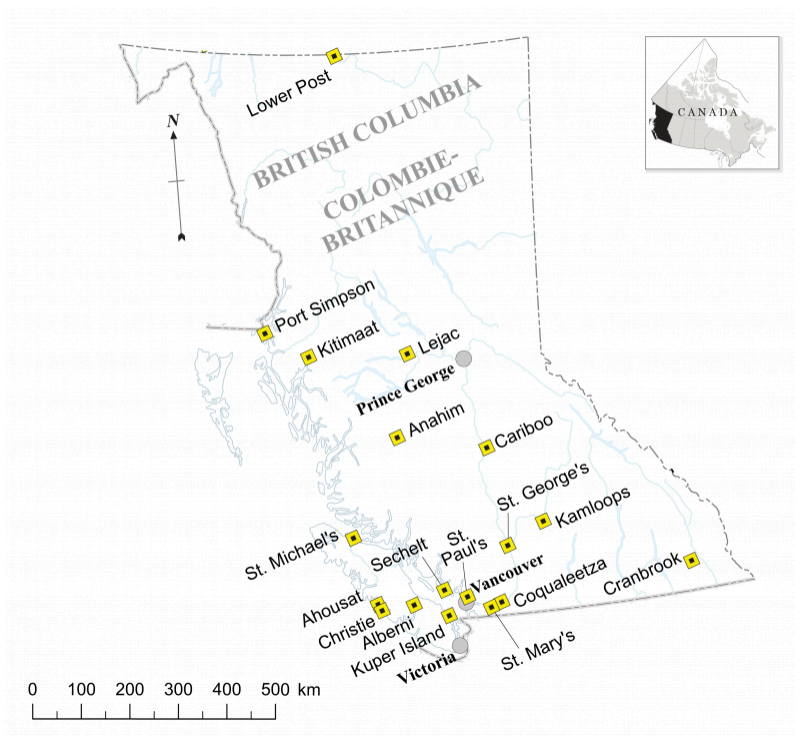 Lower Post
CANADA
N
BRITISH COLUMBIA
COLOMBIE-
BRITANNIQUE
Port Simpson
Kitimaat
Lejac
Prince George
Anahim
Cariboo
St. George's
Kamloops
St. Michael's
Sechelt
St.
Paul's
Vancouver
Coqualeetza
Cranbrook
Ahousat
Christie
Alberni
Kuper Island
St. Mary's
Victoria
0 100 200 300 400 500 km